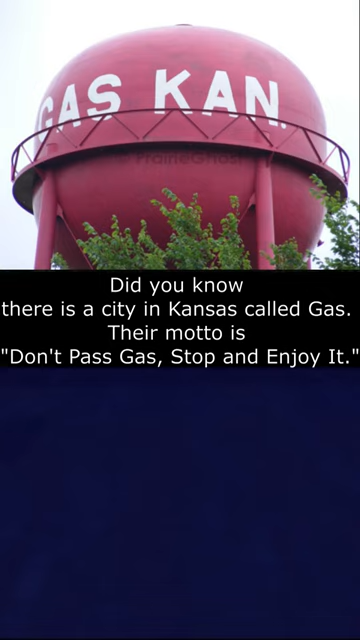 GAS KAN.
© PrairieGhost
Did you know
there is a city in Kansas called Gas.
Their motto is
"Don't Pass Gas, Stop and Enjoy It."